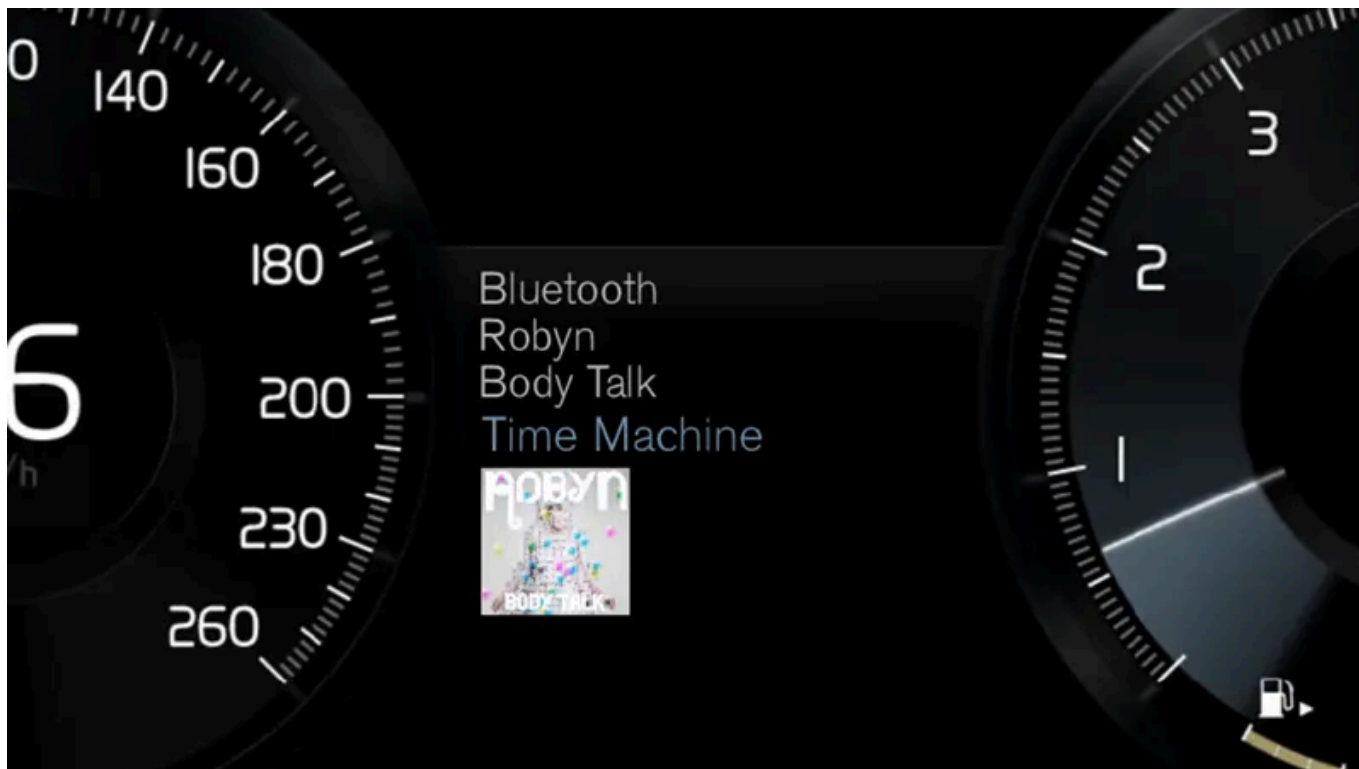 0
140
160
180
200
230
260
6
/h
Bluetooth
Robyn
Body Talk
Time Machine
ROBYN
BODY TALK
3
2
1